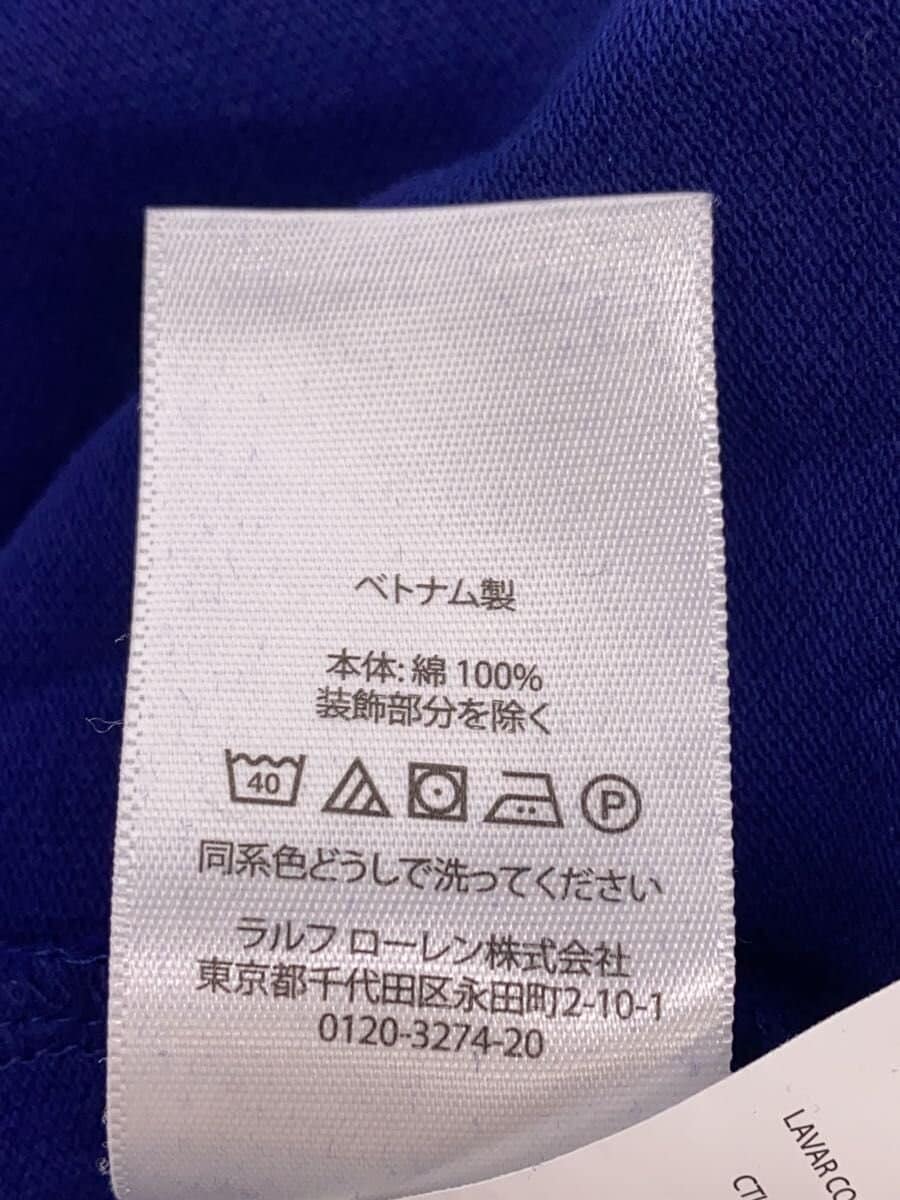 ベトナム製
本体: 綿 100%
装飾部分を除く
40
P
同系色どうしで洗ってください
ラルフ ローレン株式会社
東京都千代田区永田町2-10-1
0120-3274-20
LAVAR